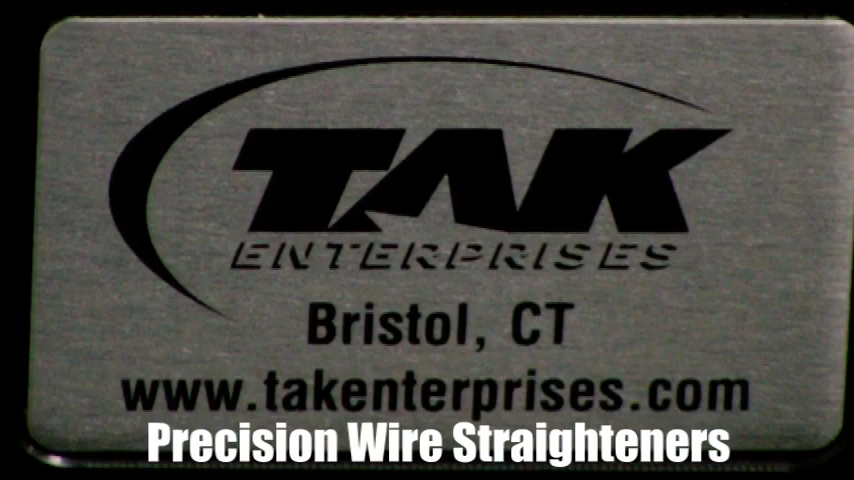 TAK
ENTERPRISES
Bristol, CT
www.takenterprises.com
Precision Wire Straighteners